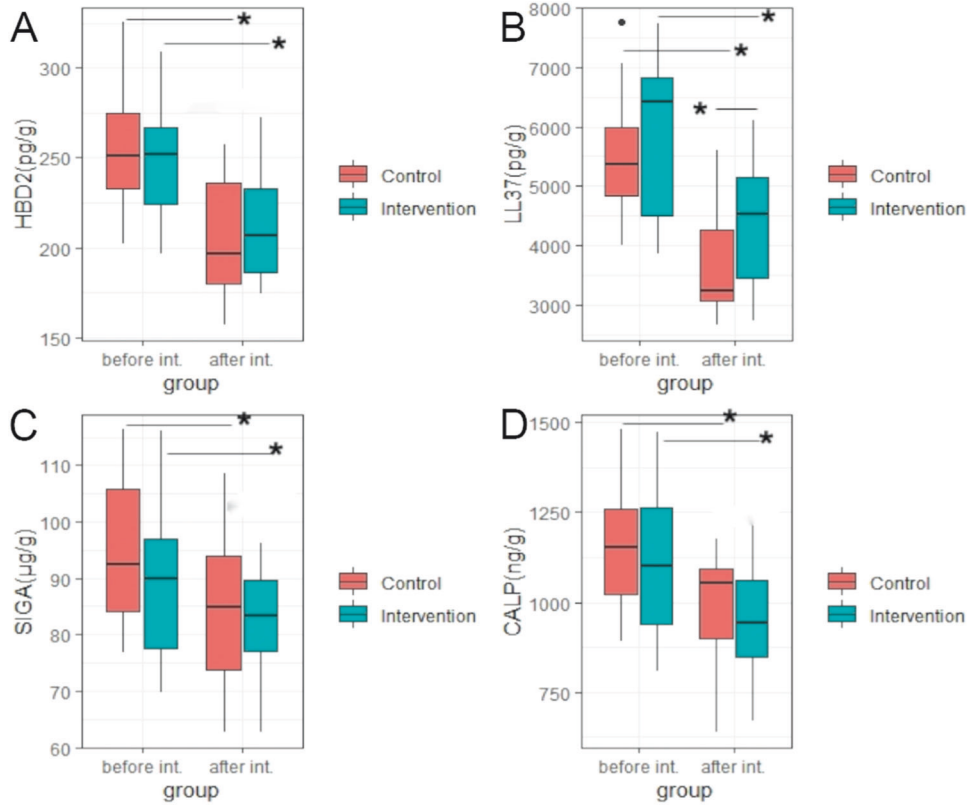 A
HBD2(pg/g)
300
250
200
150
*
*
before int.
after int.
group
Control
Intervention
B
LL37(pg/g)
8000
7000
6000
5000
4000
3000
*
*
*
before int.
after int.
group
Control
Intervention
C
SIGA(µg/g)
110
100
90
80
70
60
*
*
before int.
after int.
group
Control
Intervention
D
CALP(ng/g)
1500
1250
1000
750
*
*
before int.
after int.
group
Control
Intervention